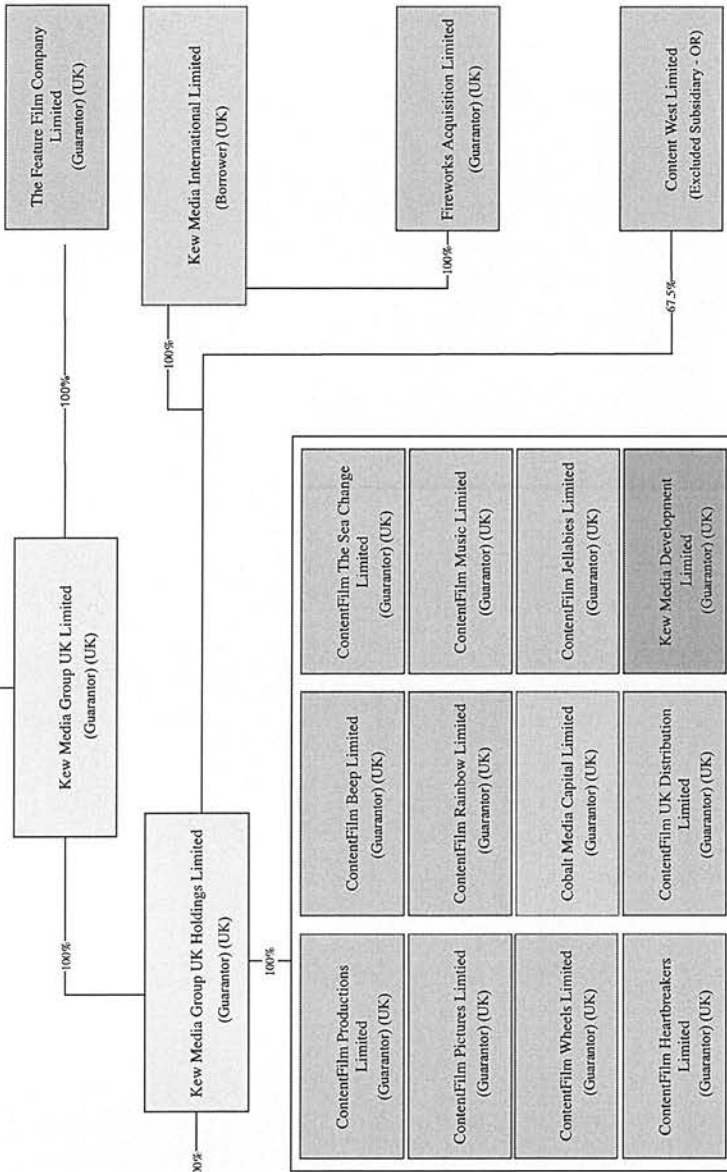 Kew Media Group UK Limited
(Guarantor) (UK)
100%
The Feature Film Company
Limited
(Guarantor) (UK)
100%
Kew Media Group UK Holdings Limited
(Guarantor) (UK)
00%
100%
Kew Media International Limited
(Borrower) (UK)
100%
Fireworks Acquisition Limited
(Guarantor) (UK)
67.5%
Content West Limited
(Excluded Subsidiary - OR)
100%
ContentFilm Productions
Limited
(Guarantor) (UK)
ContentFilm Beep Limited
(Guarantor) (UK)
ContentFilm The Sea Change
Limited
(Guarantor) (UK)
ContentFilm Pictures Limtied
(Guarantor) (UK)
ContentFilm Rainbow Limited
(Guarantor) (UK)
ContentFilm Music Limited
(Guarantor) (UK)
ContentFilm Wheels Limited
(Guarantor) (UK)
Cobalt Media Capital Limited
(Guarantor) (UK)
ContentFilm Jellabies Limited
(Guarantor) (UK)
ContentFilm Heartbreakers
Limited
(Guarantor) (UK)
ContentFilm UK Distribution
Limited
(Guarantor) (UK)
Kew Media Development
Limited
(Guarantor) (UK)